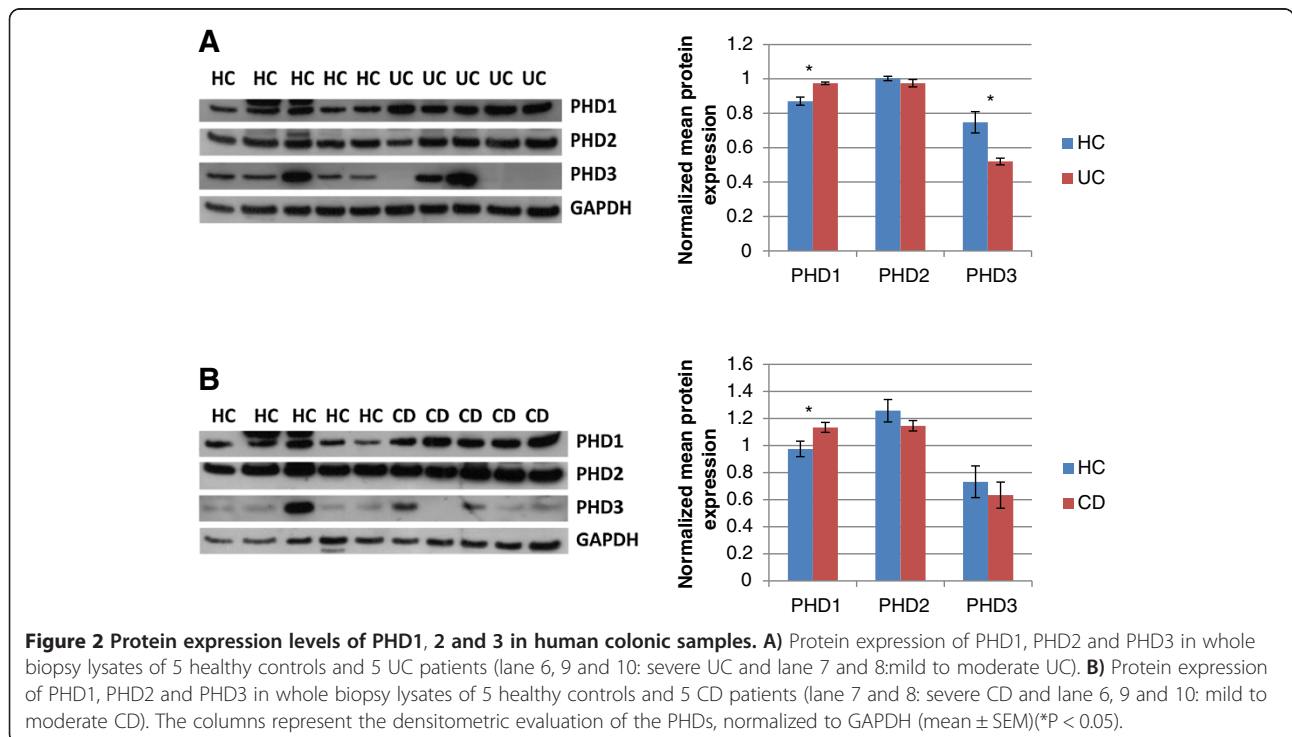 A
HC HC HC HC HC UC UC UC UC UC
PHD1
PHD2
PHD3
GAPDH
Normalized mean protein
expression
1.2
1
0.8
0.6
0.4
0.2
0
*
*
PHD1 PHD2 PHD3
HC
UC
B
HC HC HC HC HC CD CD CD CD CD
PHD1
PHD2
PHD3
GAPDH
Normalized mean protein
expression
1.6
1.4
1.2
1
0.8
0.6
0.4
0.2
0
*
PHD1 PHD2 PHD3
HC
CD
Figure 2 Protein expression levels of PHD1, 2 and 3 in human colonic samples. A) Protein expression of PHD1, PHD2 and PHD3 in whole
biopsy lysates of 5 healthy controls and 5 UC patients (lane 6, 9 and 10: severe UC and lane 7 and 8:mild to moderate UC). B) Protein expression
of PHD1, PHD2 and PHD3 in whole biopsy lysates of 5 healthy controls and 5 CD patients (lane 7 and 8: severe CD and lane 6, 9 and 10: mild to
moderate CD). The columns represent the densitometric evaluation of the PHDs, normalized to GAPDH (mean ± SEM)(*P < 0.05).